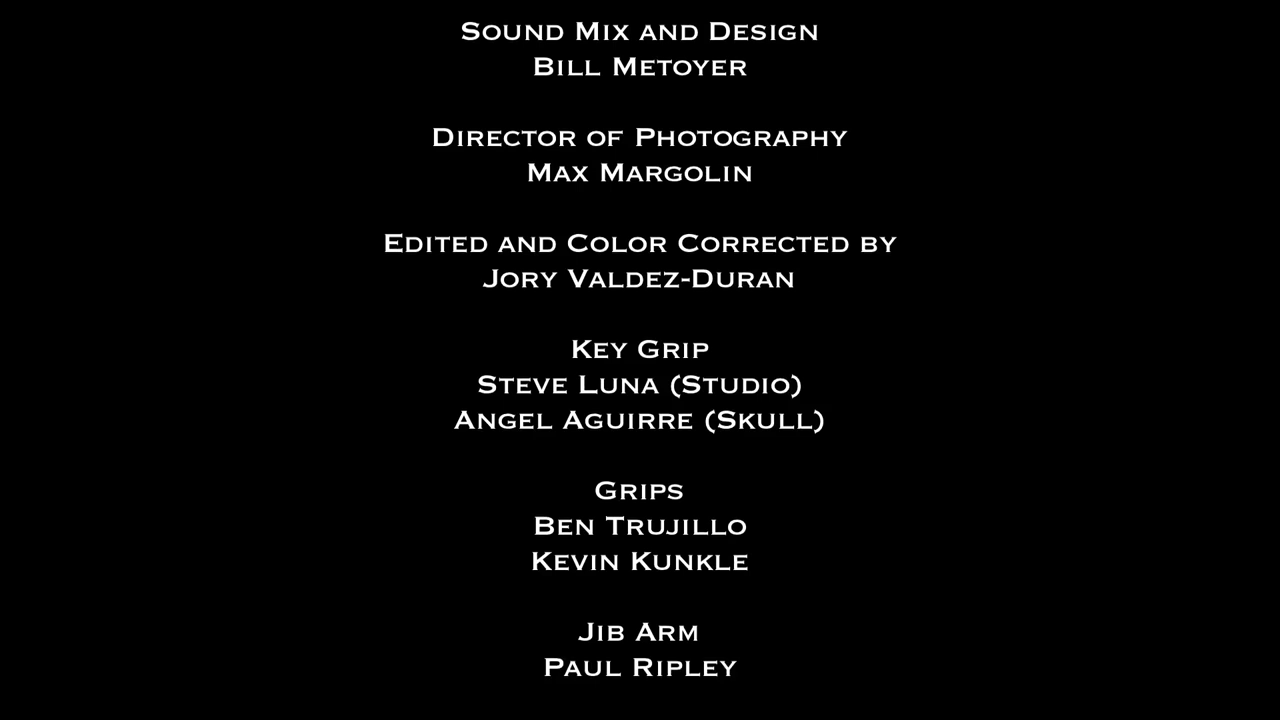 Sound Mix and Design
Bill Metoyer
Director of Photography
Max Margolin
Edited and Color Corrected by
Jory Valdez-Duran
Key Grip
Steve Luna (Studio)
Angel Aguirre (Skull)
Grips
Ben Trujillo
Kevin Kunkle
Jib Arm
Paul Ripley